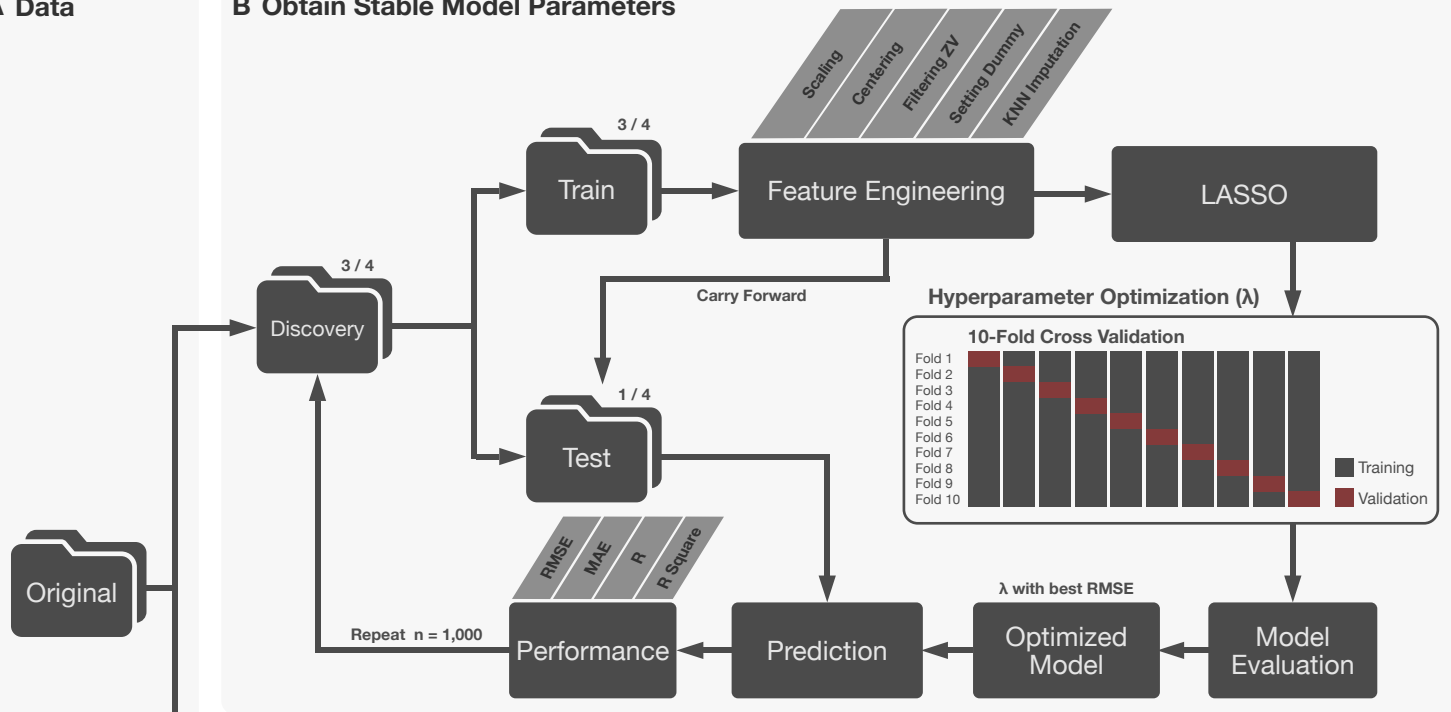 A Data
B Obtain Stable Model Parameters
Scaling
Centering
Filtering ZV
Setting Dummy
KNN Imputation
3 / 4
Train
Feature Engineering
LASSO
3 / 4
Discovery
Carry Forward
Hyperparameter Optimization (λ)
10-Fold Cross Validation
Fold 1
Fold 2
Fold 3
Fold 4
Fold 5
Fold 6
Fold 7
Fold 8
Fold 9
Fold 10
Training
Validation
1 / 4
Test
Original
RMSE
MAE
R
R Square
λ with best RMSE
Repeat n = 1,000
Performance
Prediction
Optimized
Model
Model
Evaluation